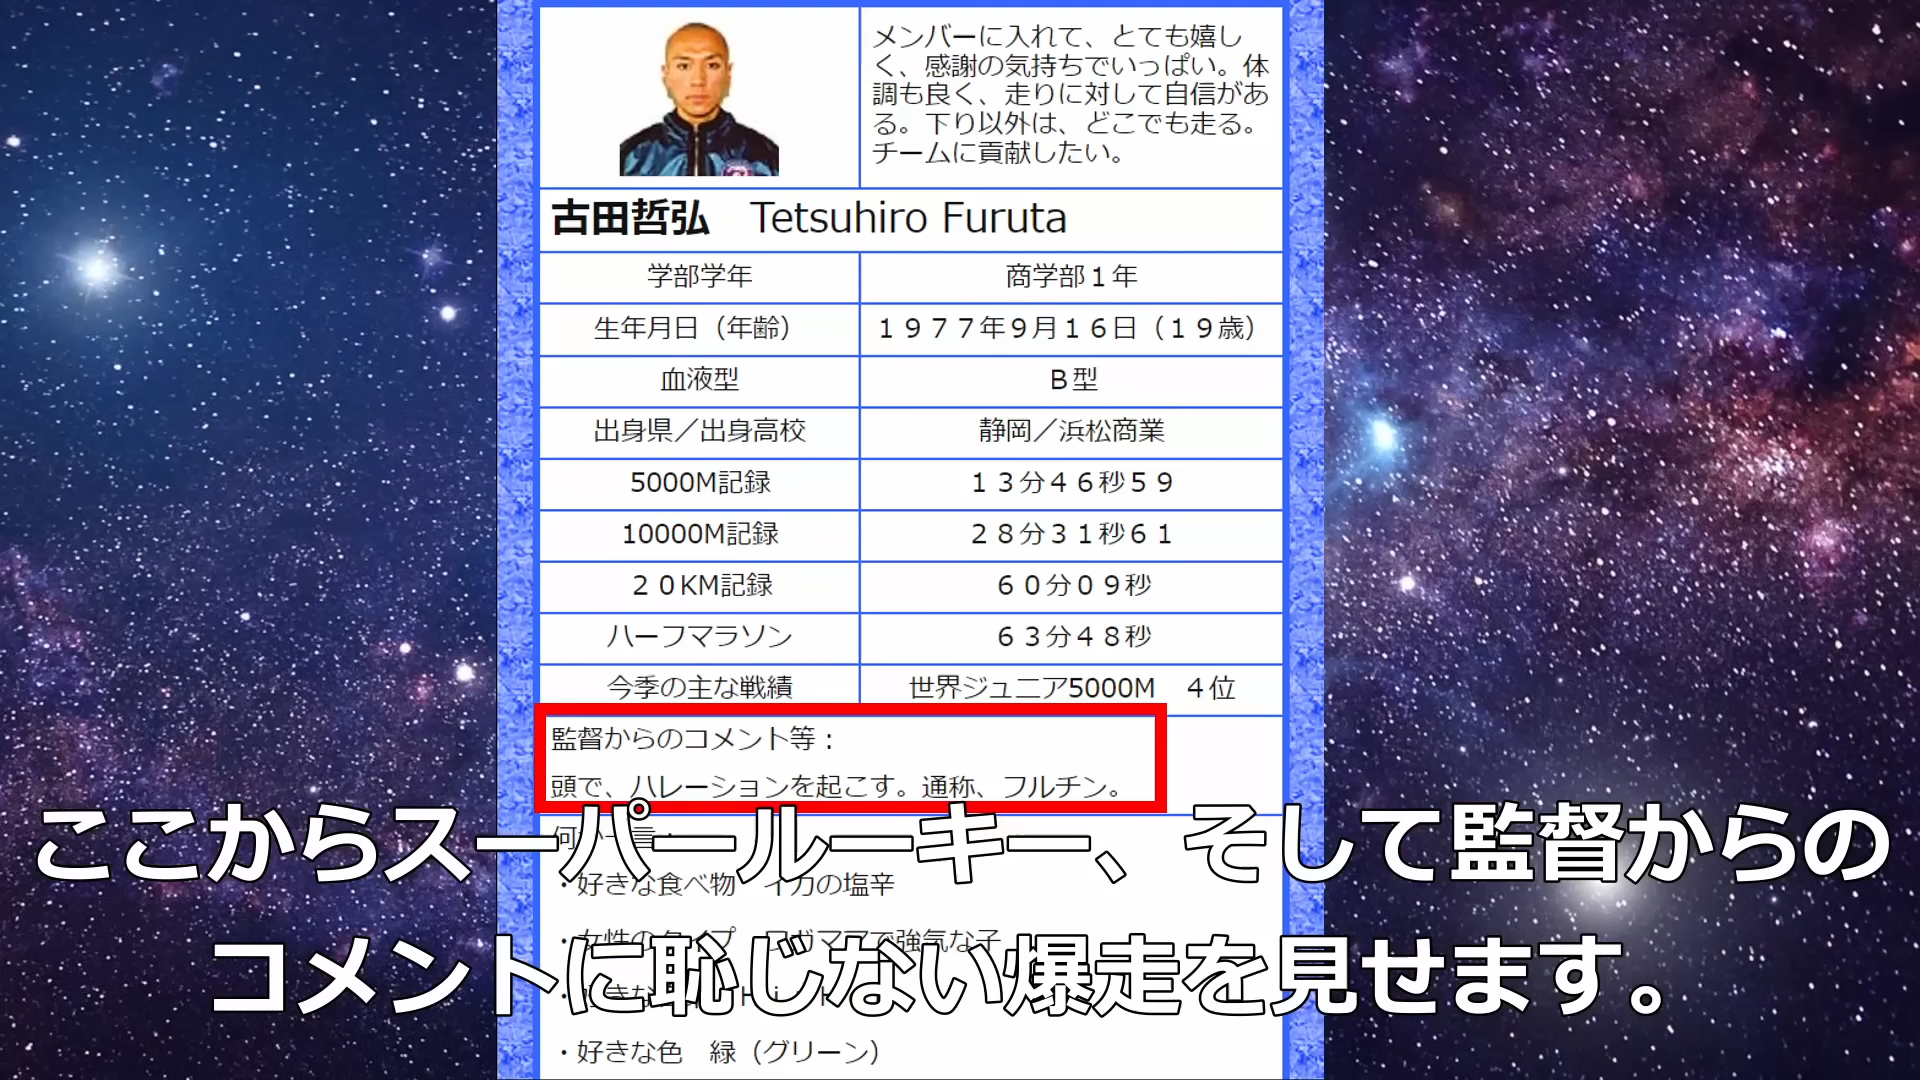 メンバーに入れて、とても嬉し
く、感謝の気持ちでいっぱい。体
調も良く、走りに対して自信があ
る。下り以外は、どこでも走る。
チームに貢献したい。
古田哲弘　Tetsuhiro Furuta
学部学年　商学部１年
生年月日（年齢）　１９７７年９月１６日（１９歳）
血液型　Ｂ型
出身県／出身高校　静岡／浜松商業
5000M記録　１３分４６秒５９
10000M記録　２８分３１秒６１
２０KM記録　６０分０９秒
ハーフマラソン　６３分４８秒
今季の主な戦績　世界ジュニア5000M　４位
監督からのコメント等：
頭で、ハレーションを起こす。通称、フルチン。
ここからスーパールーキー、そして監督からの
・好きな食べ物　イカの塩辛
コメントに恥じない爆走を見せます。
・好きな色　緑（グリーン）